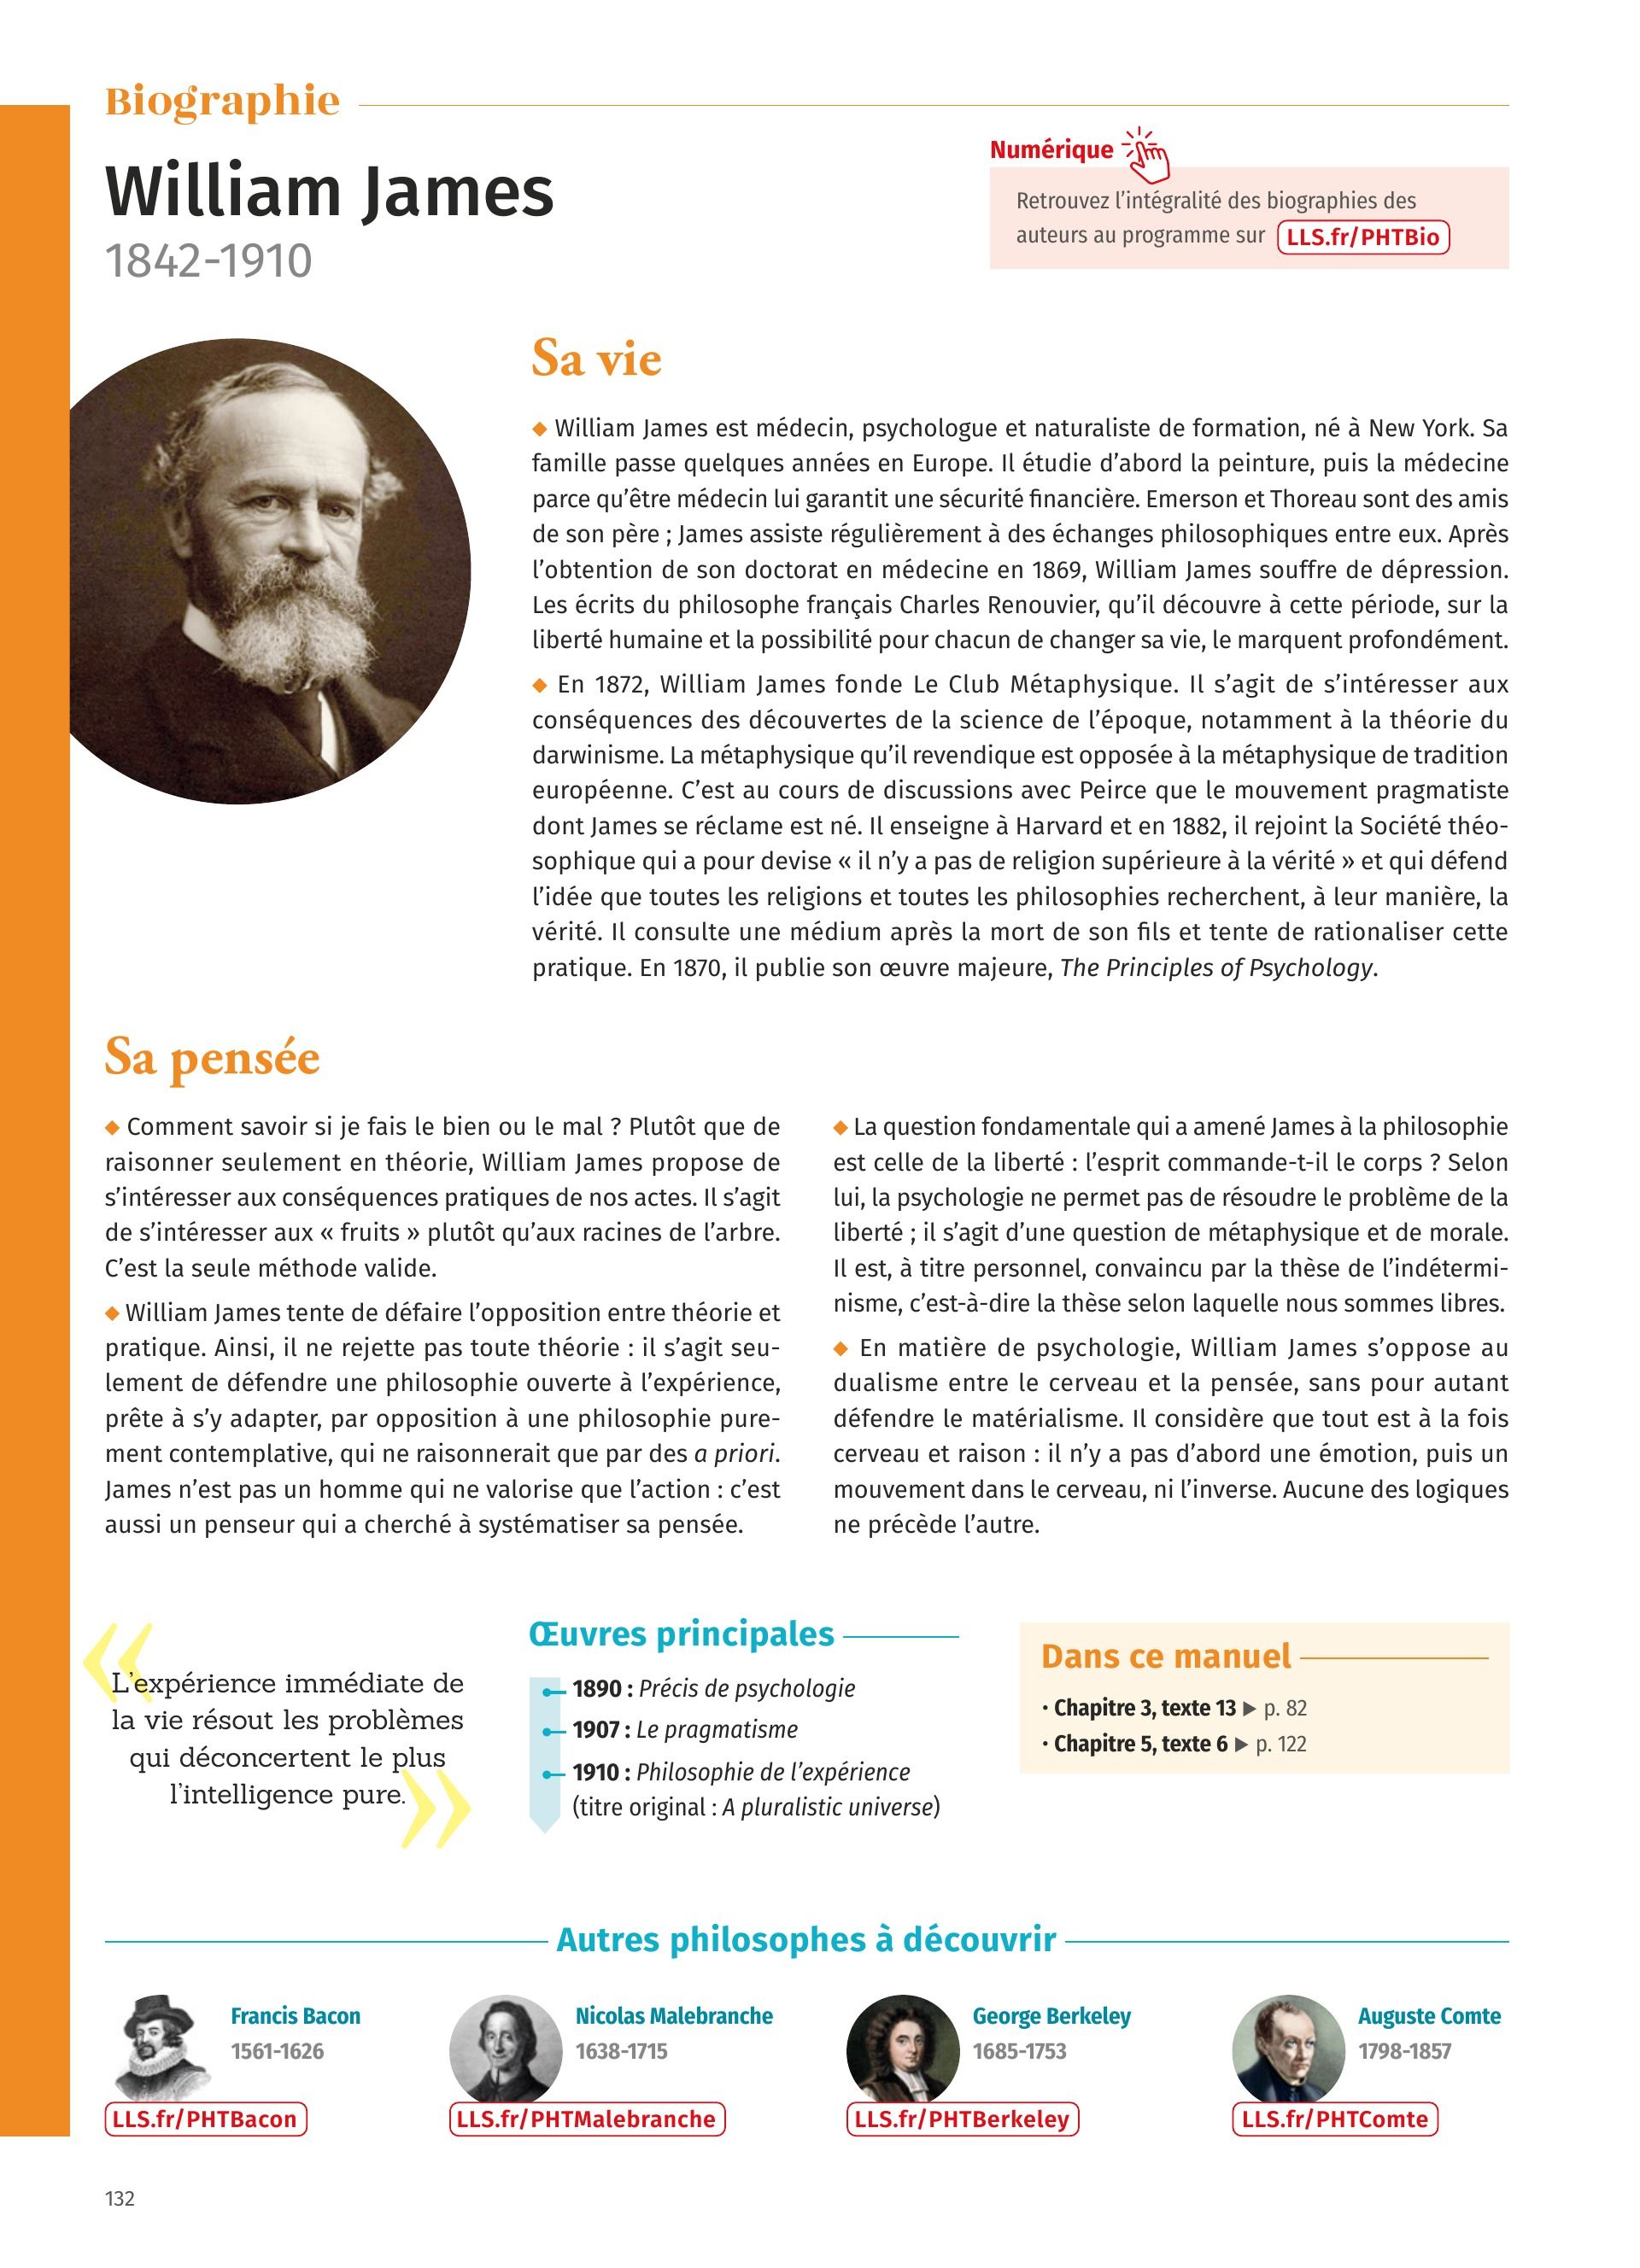 Biographie
William James
1842-1910
Numérique
Retrouvez l’intégralité des biographies des
auteurs au programme sur LLS.fr/PHTBio
Sa vie
◆ William James est médecin, psychologue et naturaliste de formation, né à New York. Sa
famille passe quelques années en Europe. Il étudie d’abord la peinture, puis la médecine
parce qu’être médecin lui garantit une sécurité financière. Emerson et Thoreau sont des amis
de son père ; James assiste régulièrement à des échanges philosophiques entre eux. Après
l’obtention de son doctorat en médecine en 1869, William James souffre de dépression.
Les écrits du philosophe français Charles Renouvier, qu’il découvre à cette période, sur la
liberté humaine et la possibilité pour chacun de changer sa vie, le marquent profondément.
◆ En 1872, William James fonde Le Club Métaphysique. Il s’agit de s’intéresser aux
conséquences des découvertes de la science de l’époque, notamment à la théorie du
darwinisme. La métaphysique qu’il revendique est opposée à la métaphysique de tradition
européenne. C’est au cours de discussions avec Peirce que le mouvement pragmatiste
dont James se réclame est né. Il enseigne à Harvard et en 1882, il rejoint la Société théo-
sophique qui a pour devise « il n’y a pas de religion supérieure à la vérité » et qui défend
l’idée que toutes les religions et toutes les philosophies recherchent, à leur manière, la
vérité. Il consulte une médium après la mort de son fils et tente de rationaliser cette
pratique. En 1870, il publie son œuvre majeure, The Principles of Psychology.
Sa pensée
◆ Comment savoir si je fais le bien ou le mal ? Plutôt que de
raisonner seulement en théorie, William James propose de
s’intéresser aux conséquences pratiques de nos actes. Il s’agit
de s’intéresser aux « fruits » plutôt qu’aux racines de l’arbre.
C’est la seule méthode valide.
◆ William James tente de défaire l’opposition entre théorie et
pratique. Ainsi, il ne rejette pas toute théorie : il s’agit seu-
lement de défendre une philosophie ouverte à l’expérience,
prête à s’y adapter, par opposition à une philosophie pure-
ment contemplative, qui ne raisonnerait que par des a priori.
James n’est pas un homme qui ne valorise que l’action : c’est
aussi un penseur qui a cherché à systématiser sa pensée.
◆ La question fondamentale qui a amené James à la philosophie
est celle de la liberté : l’esprit commande-t-il le corps ? Selon
lui, la psychologie ne permet pas de résoudre le problème de la
liberté ; il s’agit d’une question de métaphysique et de morale.
Il est, à titre personnel, convaincu par la thèse de l’indétermi-
nisme, c’est-à-dire la thèse selon laquelle nous sommes libres.
◆ En matière de psychologie, William James s’oppose au
dualisme entre le cerveau et la pensée, sans pour autant
défendre le matérialisme. Il considère que tout est à la fois
cerveau et raison : il n’y a pas d’abord une émotion, puis un
mouvement dans le cerveau, ni l’inverse. Aucune des logiques
ne précède l’autre.
« L’expérience immédiate de
la vie résout les problèmes
qui déconcertent le plus
l’intelligence pure. »
Œuvres principales
1890 : Précis de psychologie
1907 : Le pragmatisme
1910 : Philosophie de l’expérience
(titre original : A pluralistic universe)
Dans ce manuel
• Chapitre 3, texte 13 ▶ p. 82
• Chapitre 5, texte 6 ▶ p. 122
Autres philosophes à découvrir
Francis Bacon
1561-1626
LLS.fr/PHTBacon
Nicolas Malebranche
1638-1715
LLS.fr/PHTMalebranche
George Berkeley
1685-1753
LLS.fr/PHTBerkeley
Auguste Comte
1798-1857
LLS.fr/PHTComte
132